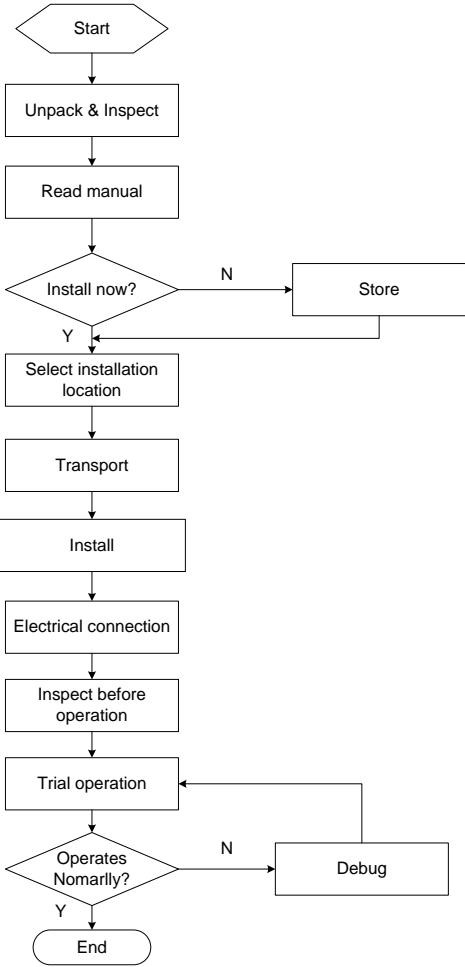 Start
Unpack & Inspect
Read manual
Install now?
N
Store
Y
Select installation
location
Transport
Install
Electrical connection
Inspect before
operation
Trial operation
Operates
Nomarlly?
N
Debug
Y
End